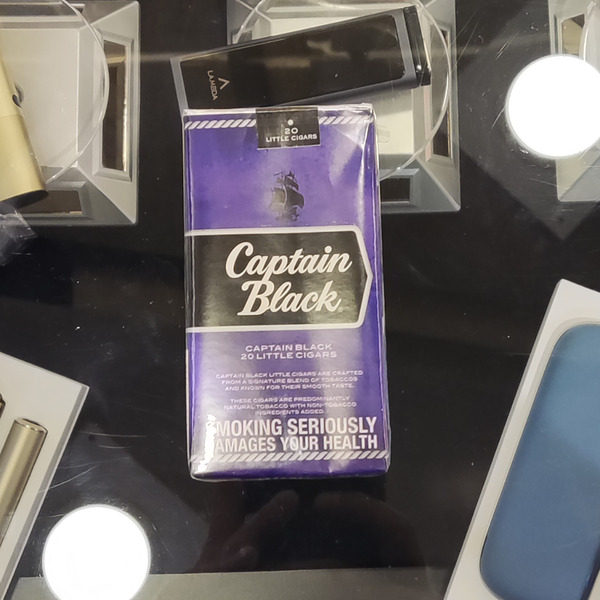 LAMBDA
20
LITTLE CIGARS
Captain
Black
CAPTAIN BLACK
20 LITTLE CIGARS
CAPTAIN BLACK LITTLE CIGARS ARE CRAFTED
FROM A SIGNATURE BLEND OF TOBACCOS
AND KNOWN FOR THEIR SMOOTH TASTE.
THESE CIGARS ARE PREDOMINANTLY
NATURAL TOBACCO WITH NON-TOBACCO
INGREDIENTS ADDED.
SMOKING SERIOUSLY
DAMAGES YOUR HEALTH